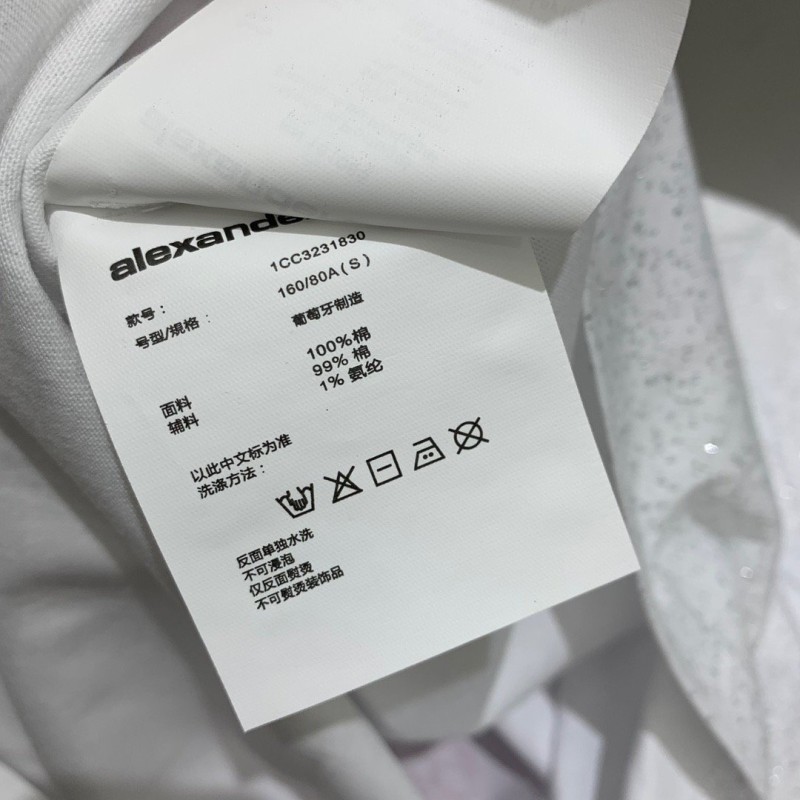 alexande
款号： 1CC3231830
号型/规格： 160/80A(S)
葡萄牙制造
面料 100%棉
辅料 99% 棉
1% 氨纶
以此中文标为准
洗涤方法：
反面单独水洗
不可浸泡
仅反面熨烫
不可熨烫装饰品